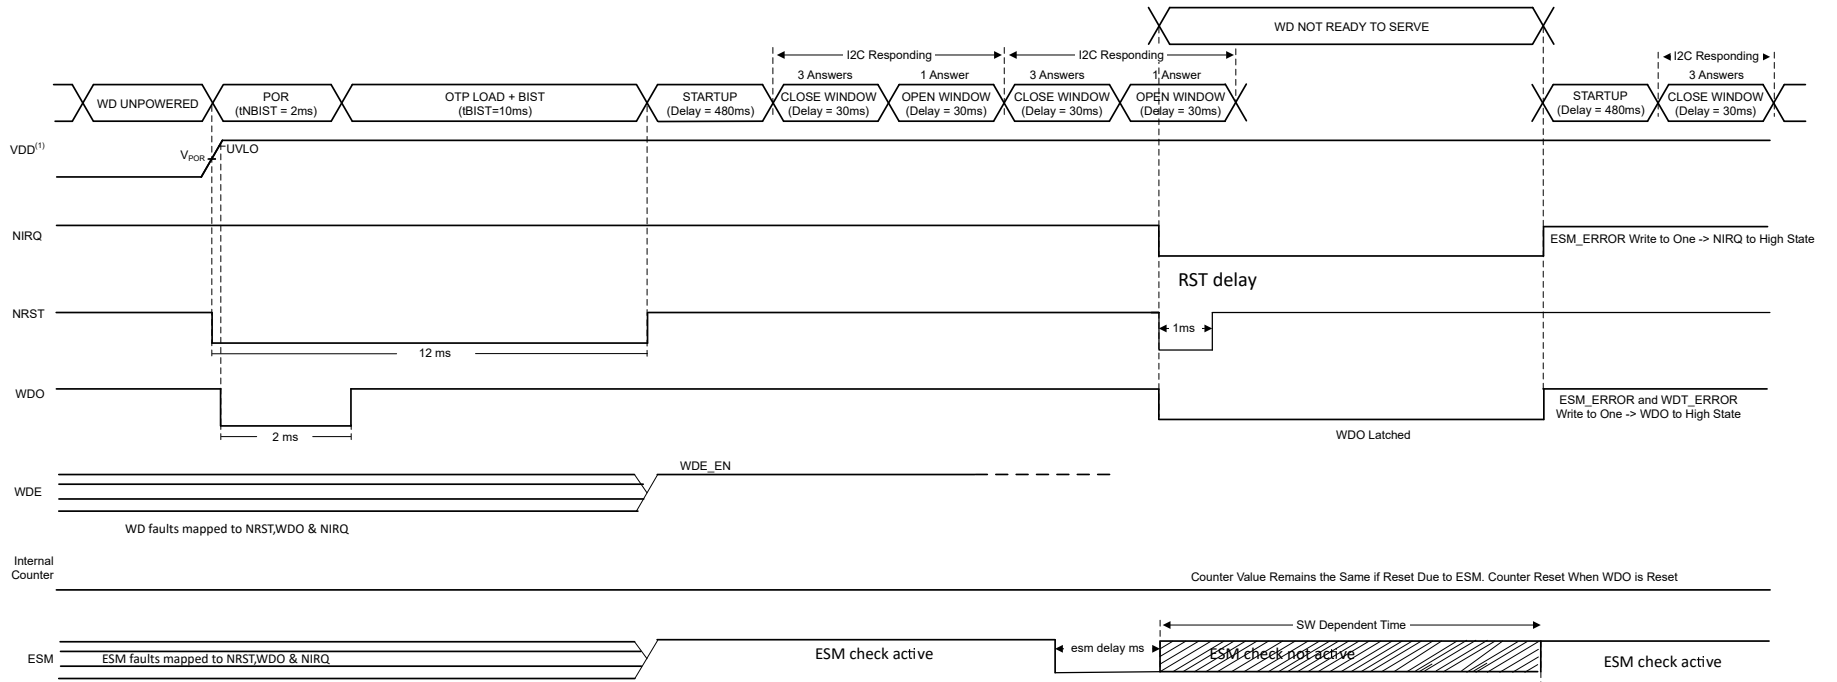 WD NOT READY TO SERVE
I2C Responding
I2C Responding
I2C Responding
3 Answers
1 Answer
3 Answers
1 Answer
3 Answers
WD UNPOWERED
POR
(tNBIST = 2ms)
OTP LOAD + BIST
(tBIST=10ms)
STARTUP
(Delay = 480ms)
CLOSE WINDOW
(Delay = 30ms)
OPEN WINDOW
(Delay = 30ms)
CLOSE WINDOW
(Delay = 30ms)
OPEN WINDOW
(Delay = 30ms)
STARTUP
(Delay = 480ms)
CLOSE WINDOW
(Delay = 30ms)
VDD(1)
VPOR
UVLO
NIRQ
ESM_ERROR Write to One -> NIRQ to High State
RST delay
NRST
1ms
12 ms
WDO
ESM_ERROR and WDT_ERROR
Write to One -> WDO to High State
2 ms
WDO Latched
WDE_EN
WDE
WD faults mapped to NRST,WDO & NIRQ
Internal
Counter
Counter Value Remains the Same if Reset Due to ESM. Counter Reset When WDO is Reset
SW Dependent Time
ESM
ESM faults mapped to NRST,WDO & NIRQ
ESM check active
esm delay ms
ESM check not active
ESM check active